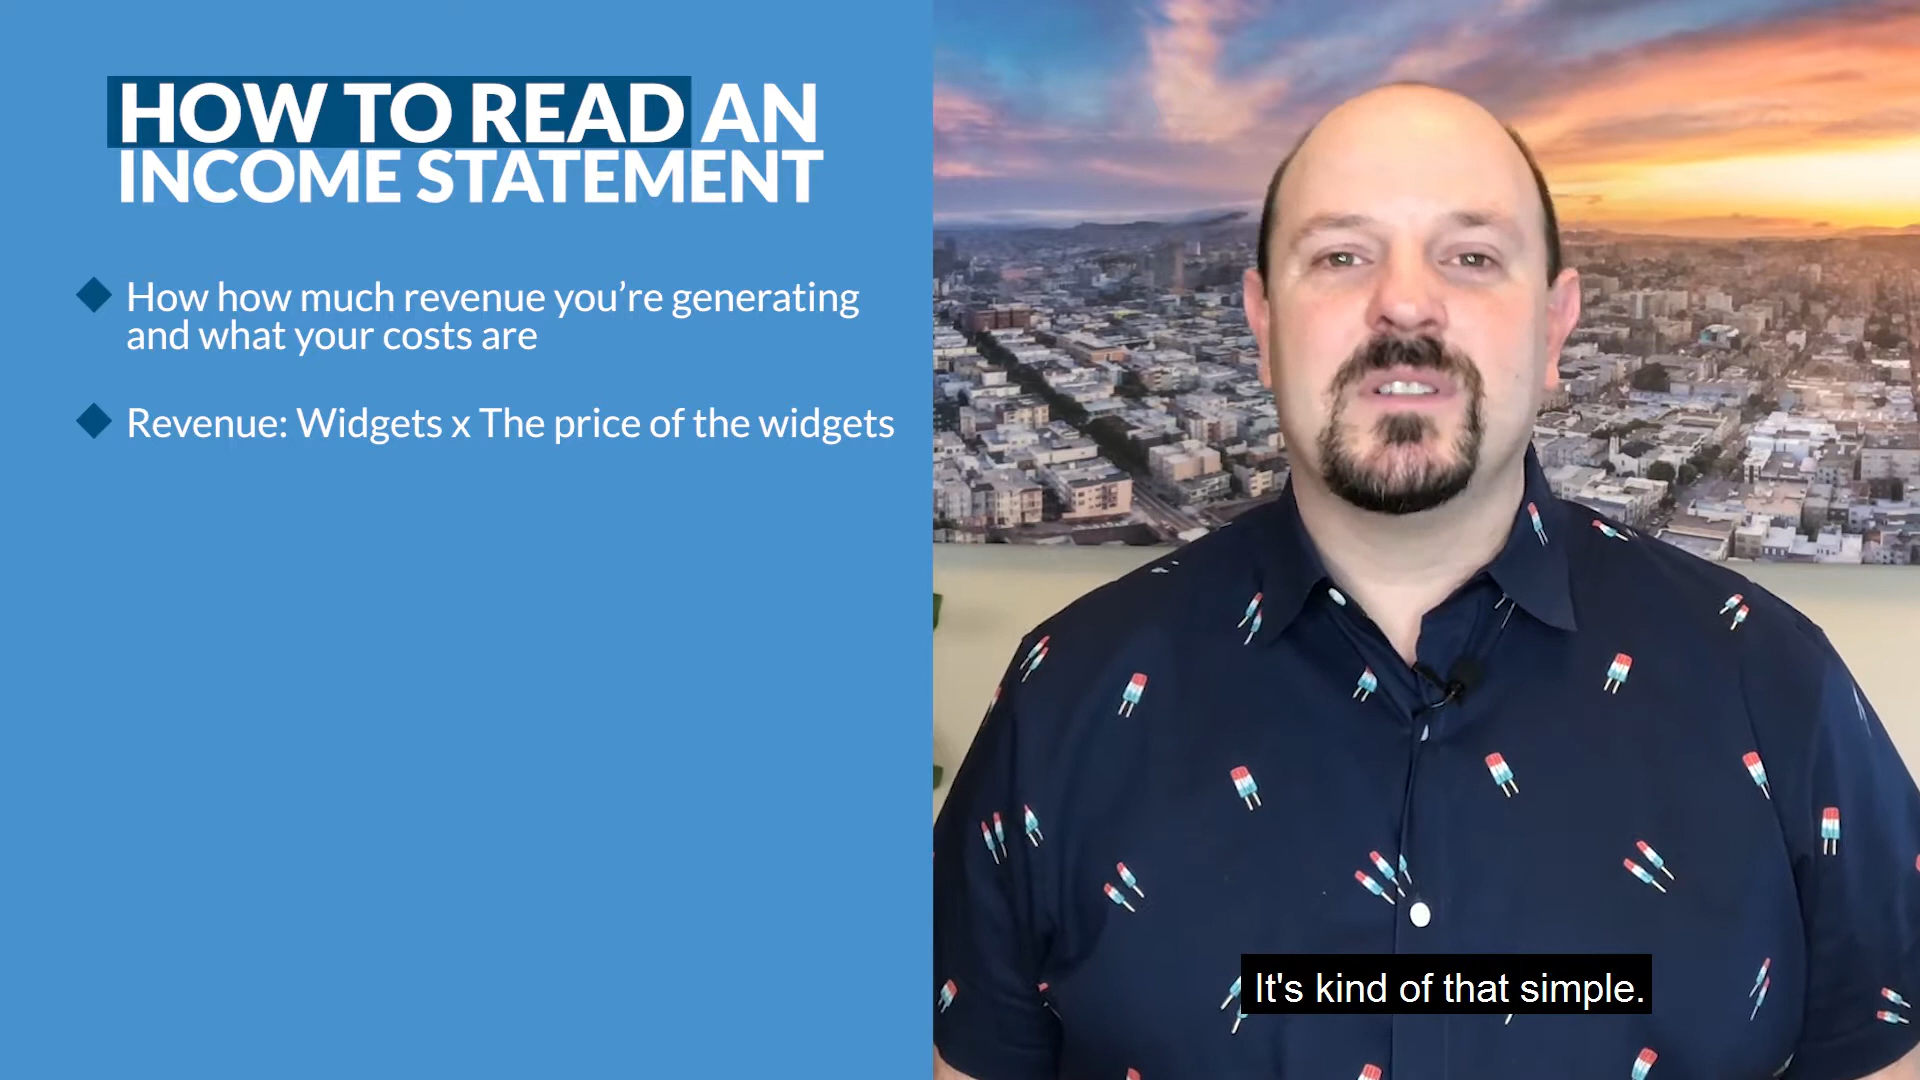 HOW TO READ AN
INCOME STATEMENT
How how much revenue you’re generating
and what your costs are
Revenue: Widgets x The price of the widgets
It's kind of that simple.